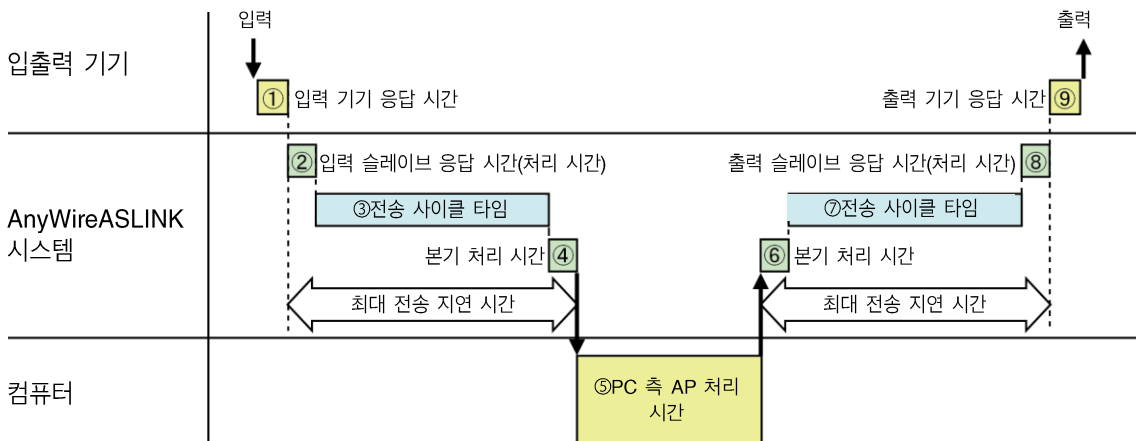 입력
출력
입출력 기기
① 입력 기기 응답 시간
출력 기기 응답 시간 ⑨
② 입력 슬레이브 응답 시간(처리 시간)
출력 슬레이브 응답 시간(처리 시간) ⑧
AnyWireASLINK
시스템
③전송 사이클 타임
⑦전송 사이클 타임
본기 처리 시간 ④
⑥ 본기 처리 시간
최대 전송 지연 시간
최대 전송 지연 시간
컴퓨터
⑤PC 측 AP 처리
시간